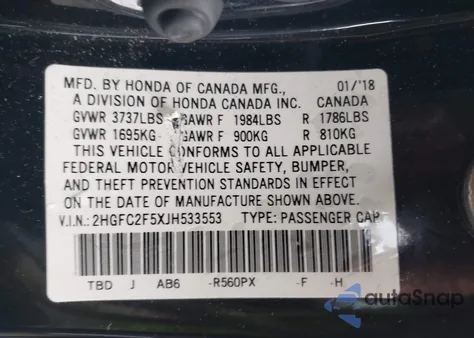 MFD. BY HONDA OF CANADA MFG., 01/'18
A DIVISION OF HONDA CANADA INC. CANADA
GVWR 3737LBS GAWR F 1984LBS R 1786LBS
GVWR 1695KG GAWR F 900KG R 810KG
THIS VEHICLE CONFORMS TO ALL APPLICABLE
FEDERAL MOTOR VEHICLE SAFETY, BUMPER,
AND THEFT PREVENTION STANDARDS IN EFFECT
ON THE DATE OF MANUFACTURE SHOWN ABOVE.
V.I.N.: 2HGFC2F5XJH533553 TYPE: PASSENGER CAR
TBD J AB6 -R560PX -F -H
autoSnap